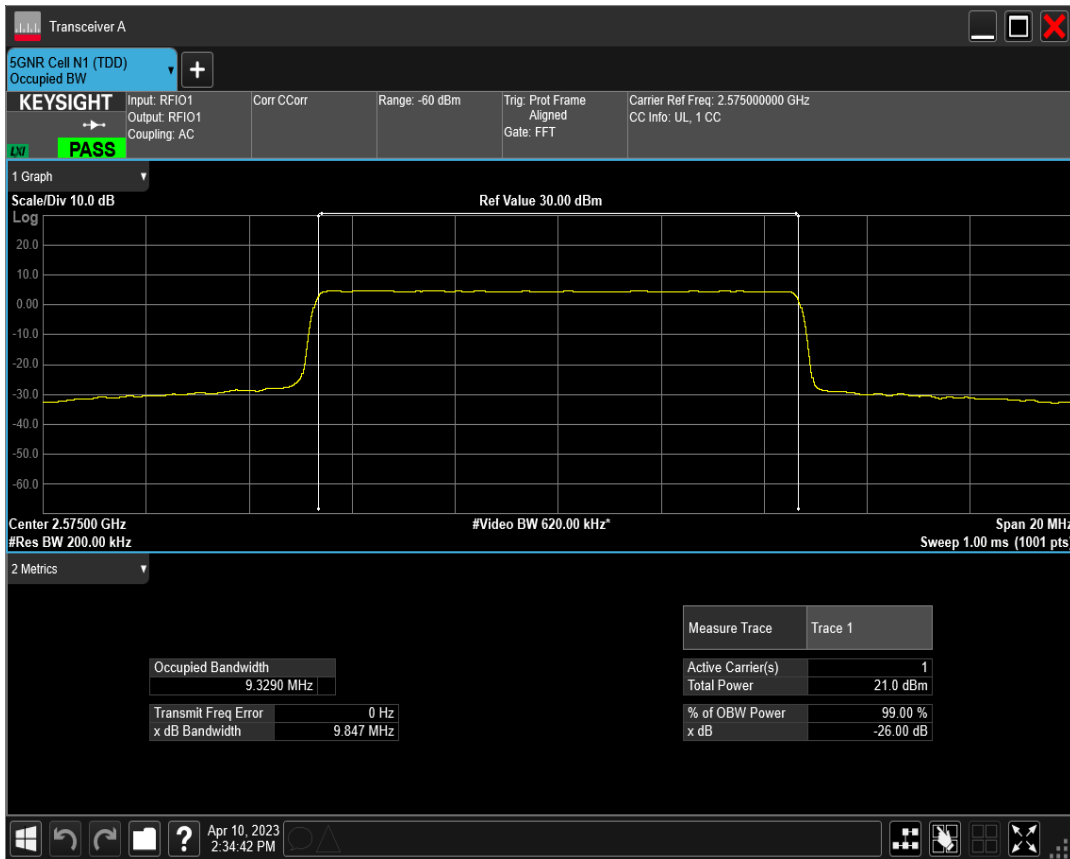 Transceiver A
5GNR Cell N1 (TDD)
Occupied BW
+
KEYSIGHT
LXI
PASS
Input: RFIO1
Output: RFIO1
Coupling: AC
Corr CCorr
Range: -60 dBm
Trig: Prot Frame
Aligned
Gate: FFT
Carrier Ref Freq: 2.575000000 GHz
CC Info: UL, 1 CC
1 Graph
Scale/Div 10.0 dB
Ref Value 30.00 dBm
Log
20.0
10.0
0.00
-10.0
-20.0
-30.0
-40.0
-50.0
-60.0
Center 2.57500 GHz
#Video BW 620.00 kHz*
Span 20 MHz
#Res BW 200.00 kHz
Sweep 1.00 ms (1001 pts)
2 Metrics
Measure Trace Trace 1
Occupied Bandwidth
9.3290 MHz
Active Carrier(s) 1
Total Power 21.0 dBm
Transmit Freq Error 0 Hz
x dB Bandwidth 9.847 MHz
% of OBW Power 99.00 %
x dB -26.00 dB
?
Apr 10, 2023
2:34:42 PM